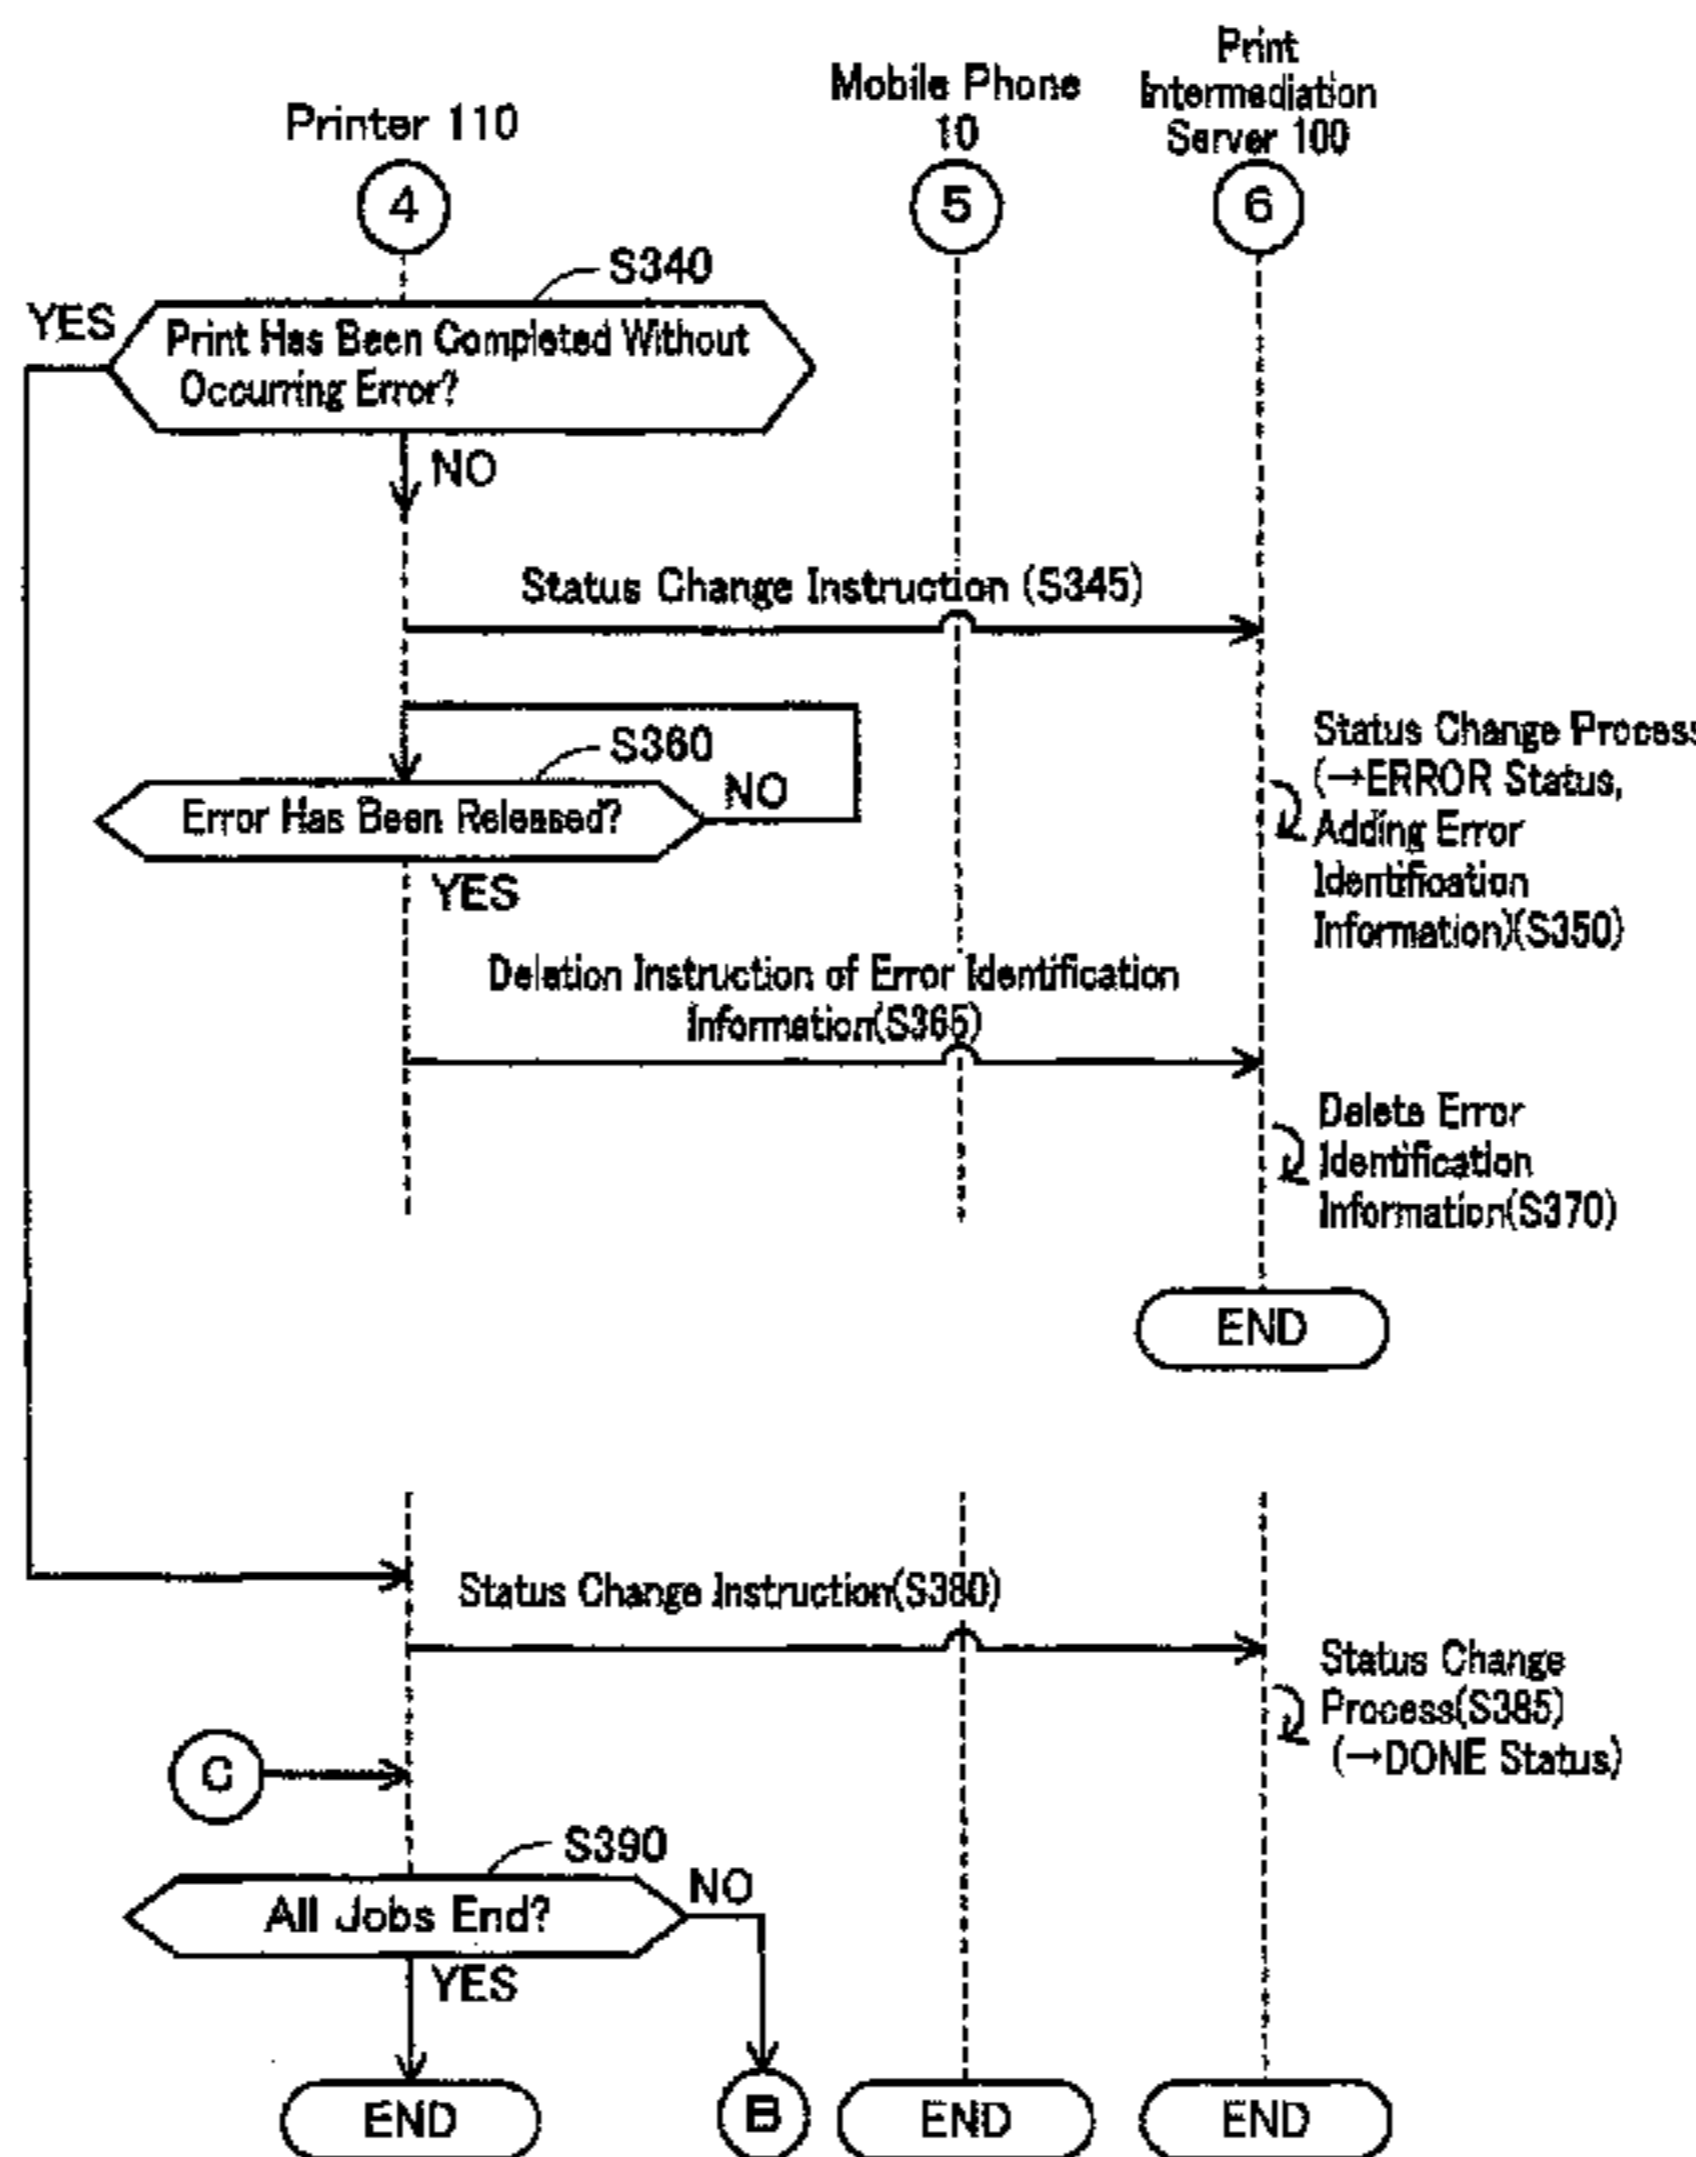 Printer 110
Mobile Phone
10
Print
Intermediation
Server 100
4
5
6
S340
YES
Print Has Been Completed Without
Occurring Error?
NO
Status Change Instruction (S345)
S360
Error Has Been Released?
NO
YES
Status Change Process
(→ERROR Status,
Adding Error
Identification
Information)(S350)
Deletion Instruction of Error Identification
Information(S365)
Delete Error
Identification
Information(S370)
END
Status Change Instruction(S380)
Status Change
Process(S385)
(→DONE Status)
C
S390
All Jobs End?
NO
YES
END
B
END
END